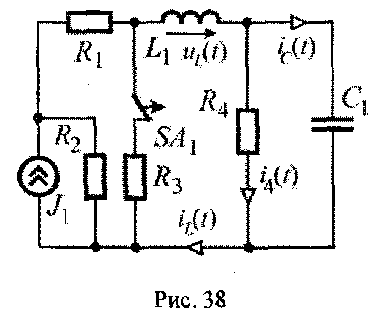 R1
L1
uL(t)
iC(t)
R2
SA1
R4
C1
J1
R3
i4(t)
iL(t)
Рис. 38